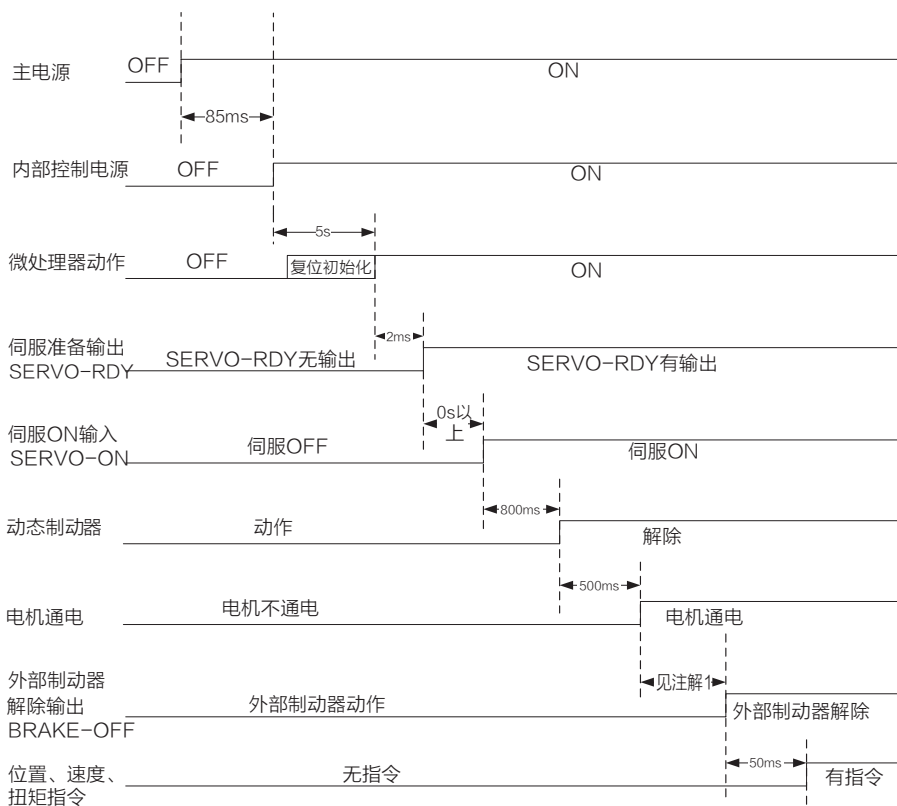 主电源
OFF
ON
85ms
内部控制电源
OFF
ON
5s
微处理器动作
OFF
复位初始化
ON
2ms
伺服准备输出
SERVO-RDY
SERVO-RDY无输出
SERVO-RDY有输出
0s以
上
伺服ON输入
SERVO-ON
伺服OFF
伺服ON
800ms
动态制动器
动作
解除
500ms
电机通电
电机不通电
电机通电
见注解1
外部制动器
解除输出
BRAKE-OFF
外部制动器动作
外部制动器解除
50ms
位置、速度、
扭矩指令
无指令
有指令